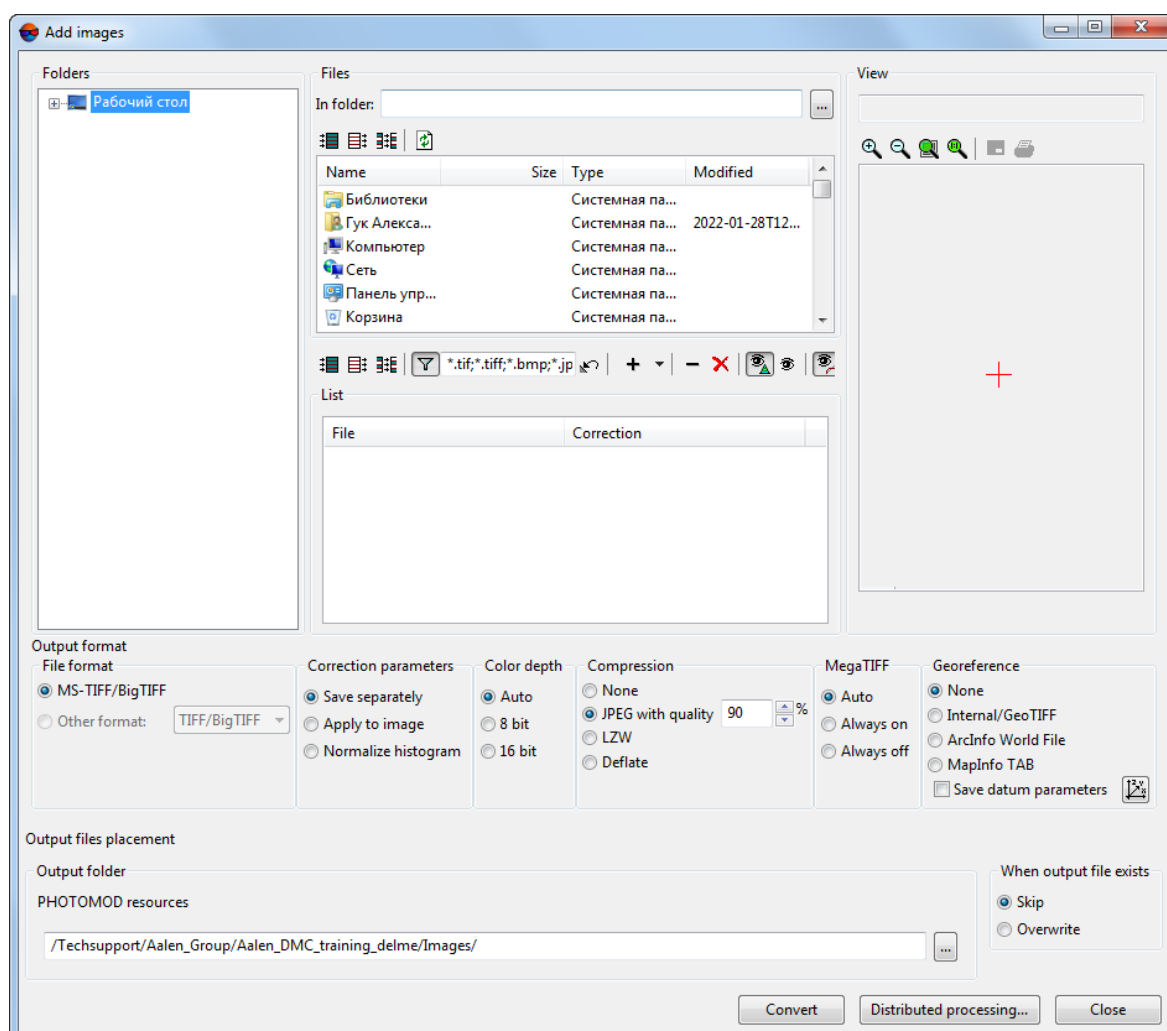 Add images
Folders
Рабочий стол
Files
In folder:
...
Name Size Type Modified
Библиотеки Системная па...
Гук Алекса... Системная па... 2022-01-28T12...
Компьютер Системная па...
Сеть Системная па...
Панель упр... Системная па...
Корзина Системная па...
*.tif;*.tiff;*.bmp;*.jp
List
File Correction
View
Output format
File format
MS-TIFF/BigTIFF
Other format: TIFF/BigTIFF
Correction parameters
Save separately
Apply to image
Normalize histogram
Color depth
Auto
8 bit
16 bit
Compression
None
JPEG with quality 90 %
LZW
Deflate
MegaTIFF
Auto
Always on
Always off
Georeference
None
Internal/GeoTIFF
ArcInfo World File
MapInfo TAB
Save datum parameters
Output files placement
Output folder
PHOTOMOD resources
/Techsupport/Aalen_Group/Aalen_DMC_training_delme/Images/
...
When output file exists
Skip
Overwrite
Convert Distributed processing... Close